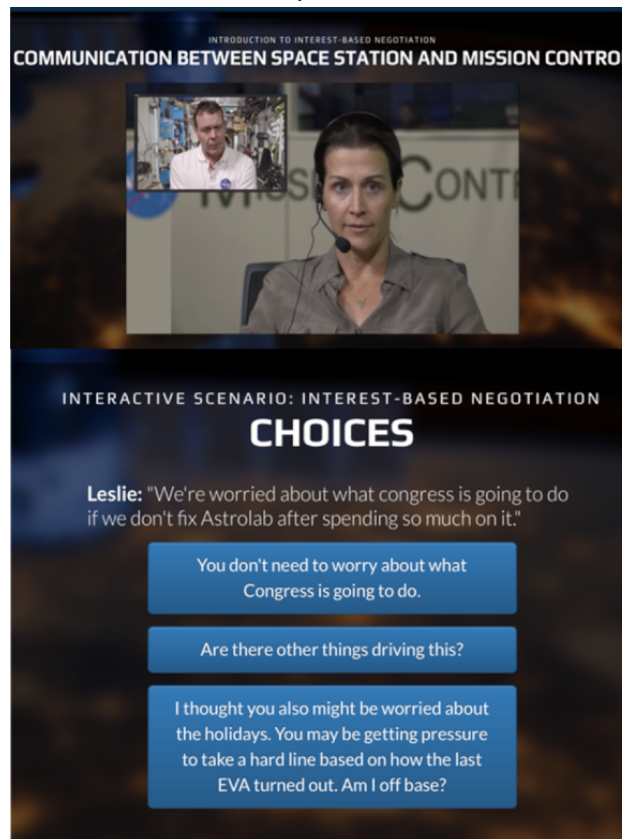 INTRODUCTION TO INTEREST-BASED NEGOTIATION
COMMUNICATION BETWEEN SPACE STATION AND MISSION CONTRO
MISSI CONT
INTERACTIVE SCENARIO: INTEREST-BASED NEGOTIATION
CHOICES
Leslie: "We're worried about what congress is going to do
if we don't fix Astrolab after spending so much on it."
You don't need to worry about what
Congress is going to do.
Are there other things driving this?
I thought you also might be worried about
the holidays. You may be getting pressure
to take a hard line based on how the last
EVA turned out. Am I off base?